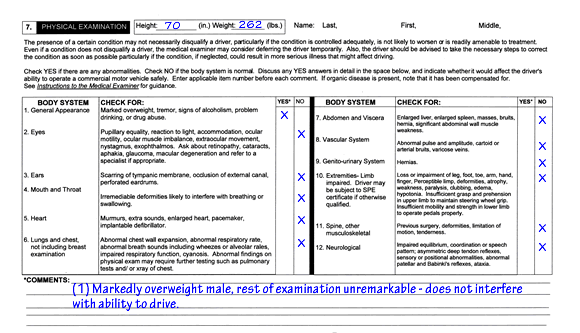 7. PHYSICAL EXAMINATION Height: 70 (in.) Weight: 262 (lbs.) Name: Last, First, Middle,
The presence of a certain condition may not necessarily disqualify a driver, particularly if the condition is controlled adequately, is not likely to worsen or is readily amenable to treatment.
Even if a condition does not disqualify a driver, the medical examiner may consider deferring the driver temporarily. Also, the driver should be advised to take the necessary steps to correct
the condition as soon as possible particularly if the condition, if neglected, could result in more serious illness that might affect driving.
Check YES if there are any abnormalities. Check NO if the body system is normal. Discuss any YES answers in detail in the space below, and indicate whether it would affect the driver's
ability to operate a commercial motor vehicle safely. Enter applicable item number before each comment. If organic disease is present, note that it has been compensated for.
See Instructions to the Medical Examiner for guidance.
BODY SYSTEM CHECK FOR: YES* NO
1. General Appearance Marked overweight, tremor, signs of alcoholism, problem X
drinking, or drug abuse.
2. Eyes Pupillary equality, reaction to light, accommodation, ocular X
motility, ocular muscle imbalance, extraocular movement,
nystagmus, exophthalmos. Ask about retinopathy, cataracts,
aphakia, glaucoma, macular degeneration and refer to a
specialist if appropriate.
3. Ears Scarring of tympanic membrane, occlusion of external canal, X
perforated eardrums.
4. Mouth and Throat Irremediable deformities likely to interfere with breathing or X
swallowing.
5. Heart Murmurs, extra sounds, enlarged heart, pacemaker, X
implantable defibrillator.
6. Lungs and chest, Abnormal chest wall expansion, abnormal respiratory rate, X
not including breast abnormal breath sounds including wheezes or alveolar rales,
examination impaired respiratory function, cyanosis. Abnormal findings on
physical exam may require further testing such as pulmonary
tests and/ or xray of chest.
BODY SYSTEM CHECK FOR: YES* NO
7. Abdomen and Viscera Enlarged liver, enlarged spleen, masses, bruits, X
hernia, significant abdominal wall muscle
weakness.
8. Vascular System Abnormal pulse and amplitude, carotid or X
arterial bruits, varicose veins.
9. Genito-urinary System Hernias. X
10. Extremities- Limb Loss or impairment of leg, foot, toe, arm, hand, X
impaired. Driver may finger, Perceptible limp, deformities, atrophy,
be subject to SPE weakness, paralysis, clubbing, edema,
certificate if otherwise hypotonia. Insufficient grasp and prehension
qualified. in upper limb to maintain steering wheel grip.
Insufficient mobility and strength in lower limb
to operate pedals properly.
11. Spine, other Previous surgery, deformities, limitation of X
musculoskeletal motion, tenderness.
12. Neurological Impaired equilibrium, coordination or speech X
pattern; asymmetric deep tendon reflexes,
sensory or positional abnormalities, abnormal
patellar and Babinki's reflexes, ataxia.
*COMMENTS:
(1) Markedly overweight male, rest of examination unremarkable - does not interfere
with ability to drive.